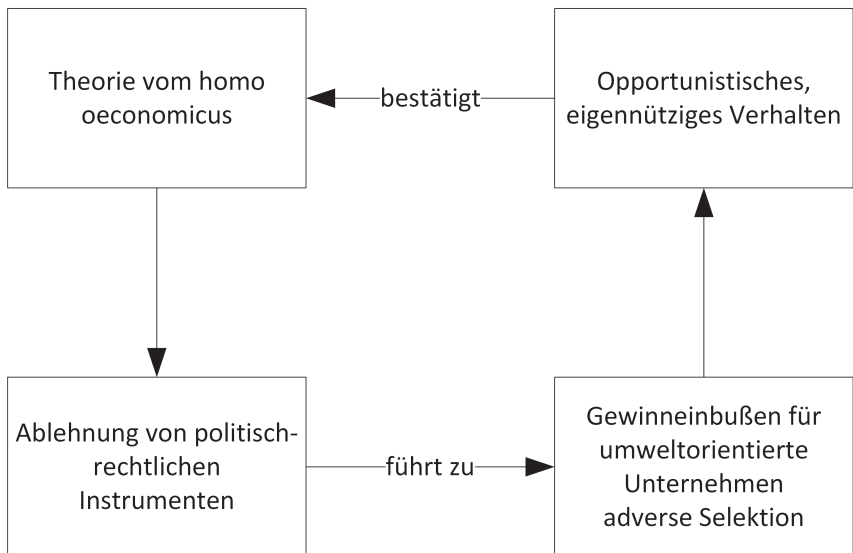 Theorie vom homo
oeconomicus
bestätigt
Opportunistisches,
eigennütziges Verhalten
Ablehnung von politisch-
rechtlichen
Instrumenten
führt zu
Gewinneinbußen für
umweltorientierte
Unternehmen
adverse Selektion